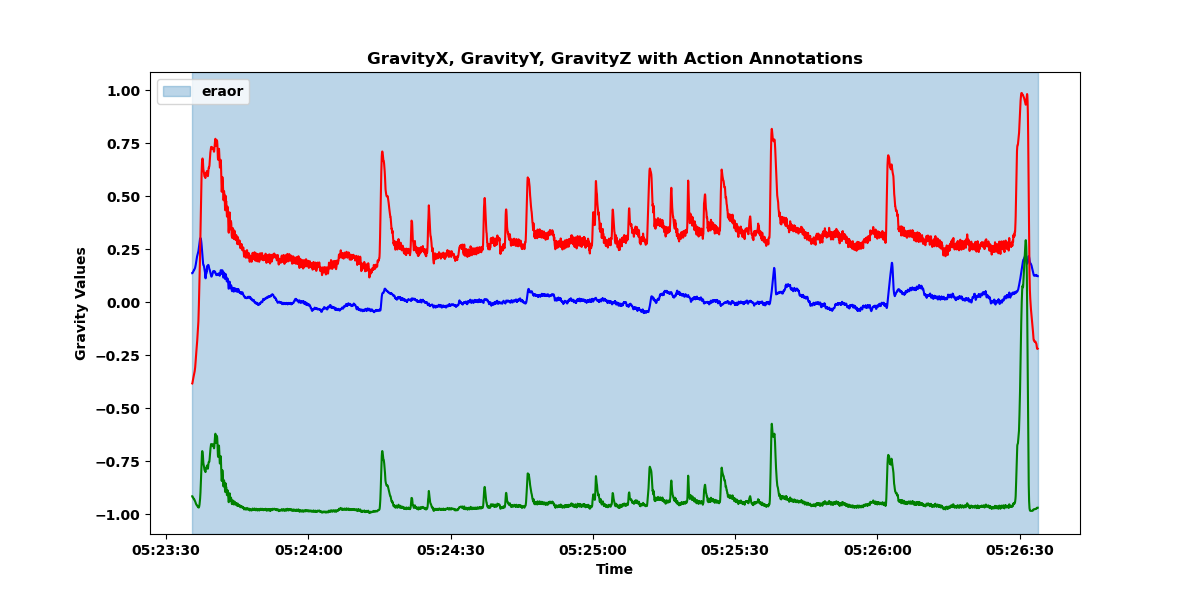 GravityX, GravityY, GravityZ with Action Annotations
eraor
1.00
0.75
0.50
0.25
0.00
−0.25
−0.50
−0.75
−1.00
Gravity Values
05:23:30 05:24:00 05:24:30 05:25:00 05:25:30 05:26:00 05:26:30
Time